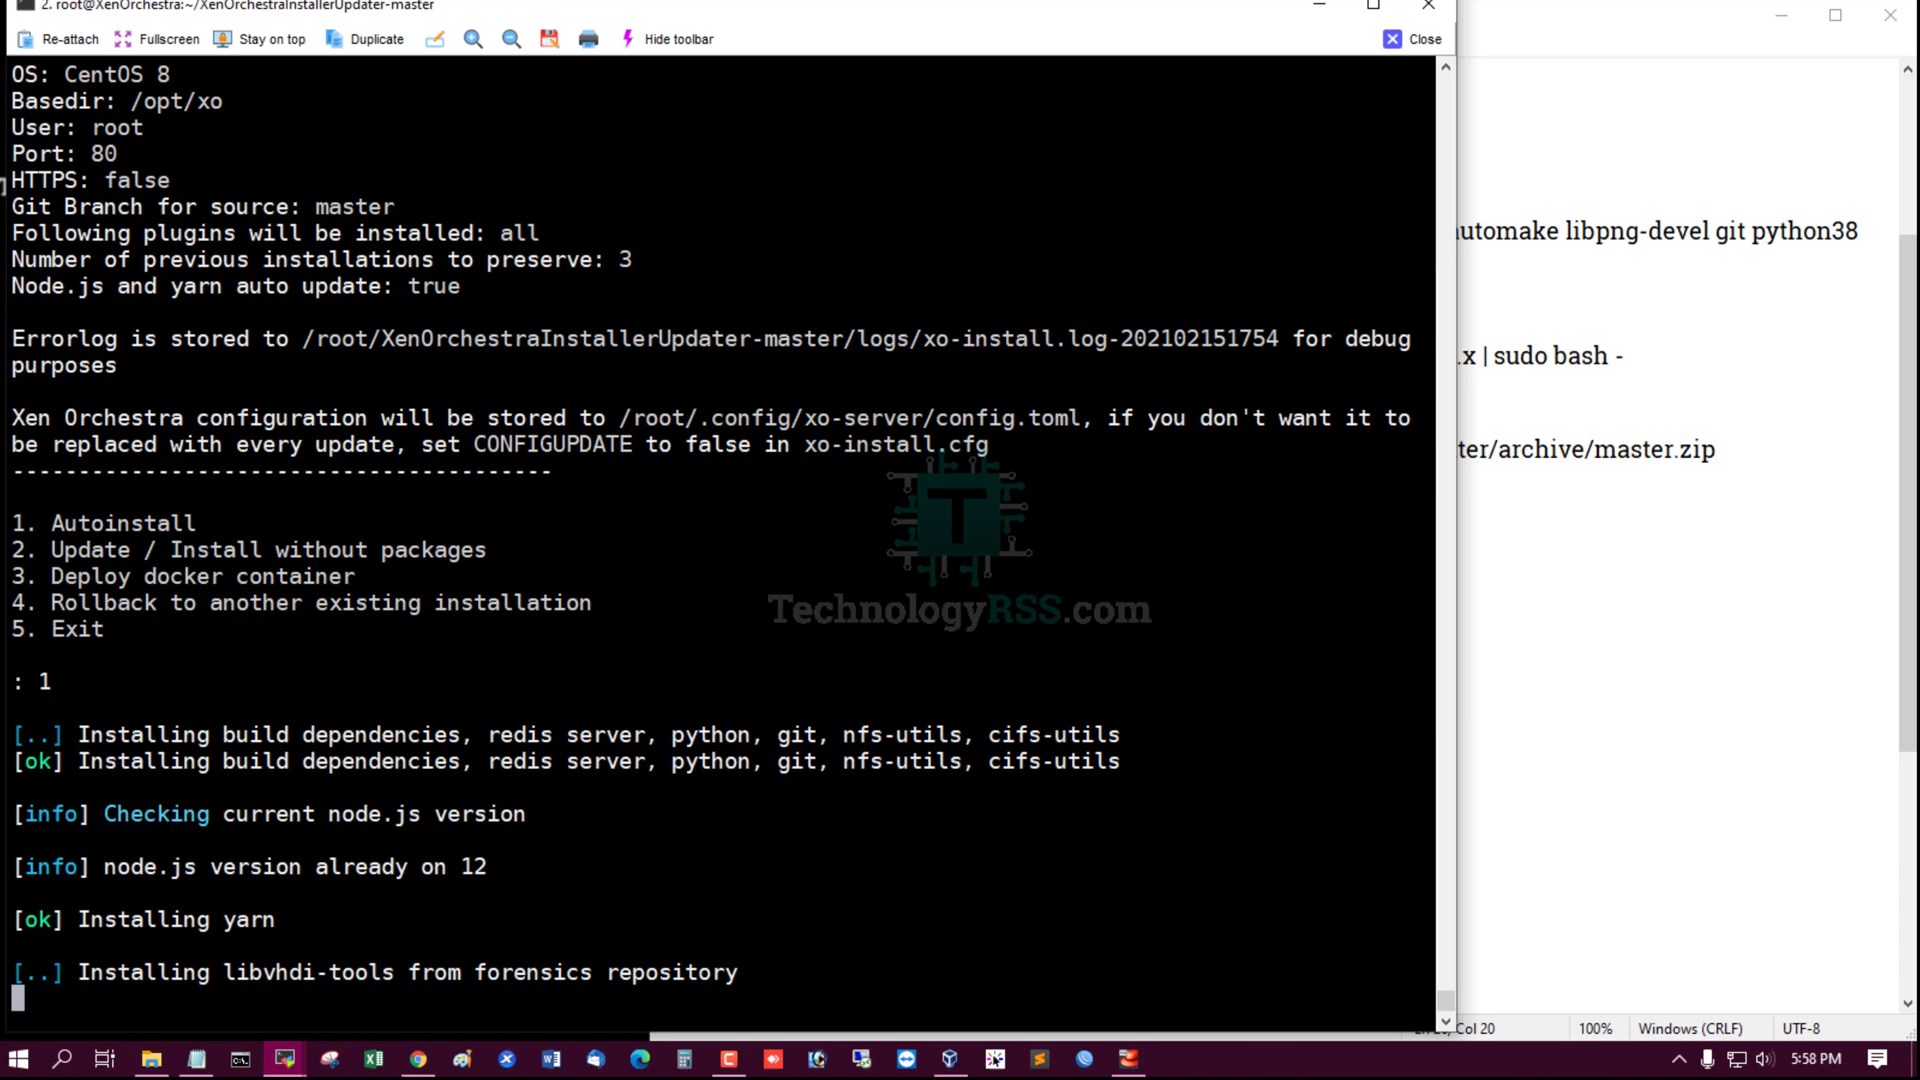 2. root@XenOrchestra:~/XenOrchestraInstallerUpdater-master
Re-attach Fullscreen Stay on top Duplicate Hide toolbar Close
OS: CentOS 8
Basedir: /opt/xo
User: root
Port: 80
HTTPS: false
Git Branch for source: master
Following plugins will be installed: all
Number of previous installations to preserve: 3
Node.js and yarn auto update: true
Errorlog is stored to /root/XenOrchestraInstallerUpdater-master/logs/xo-install.log-202102151754 for debug
purposes
Xen Orchestra configuration will be stored to /root/.config/xo-server/config.toml, if you don't want it to
be replaced with every update, set CONFIGUPDATE to false in xo-install.cfg
-----------------------------------------
1. Autoinstall
2. Update / Install without packages
3. Deploy docker container
4. Rollback to another existing installation
5. Exit
: 1
[..] Installing build dependencies, redis server, python, git, nfs-utils, cifs-utils
[ok] Installing build dependencies, redis server, python, git, nfs-utils, cifs-utils
[info] Checking current node.js version
[info] node.js version already on 12
[ok] Installing yarn
[..] Installing libvhdi-tools from forensics repository
TechnologyRSS.com
automake libpng-devel git python38
.x | sudo bash -
ter/archive/master.zip
Col 20 100% Windows (CRLF) UTF-8
5:58 PM